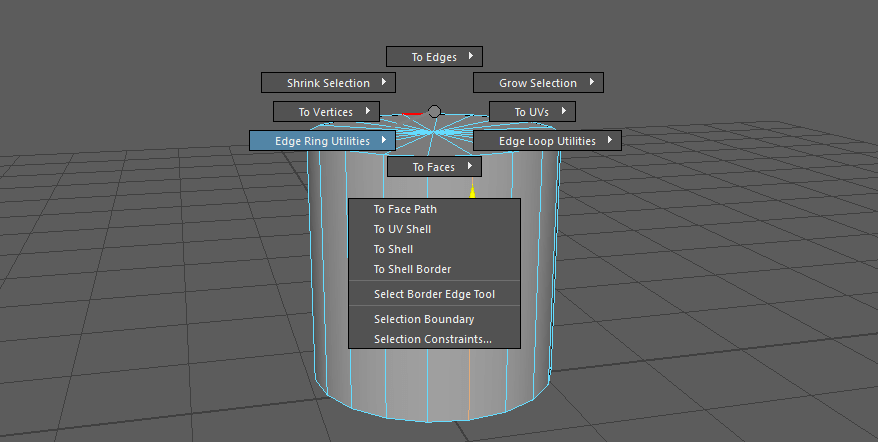 To Edges
Shrink Selection
Grow Selection
To Vertices
To UVs
Edge Ring Utilities
Edge Loop Utilities
To Faces
To Face Path
To UV Shell
To Shell
To Shell Border
Select Border Edge Tool
Selection Boundary
Selection Constraints...